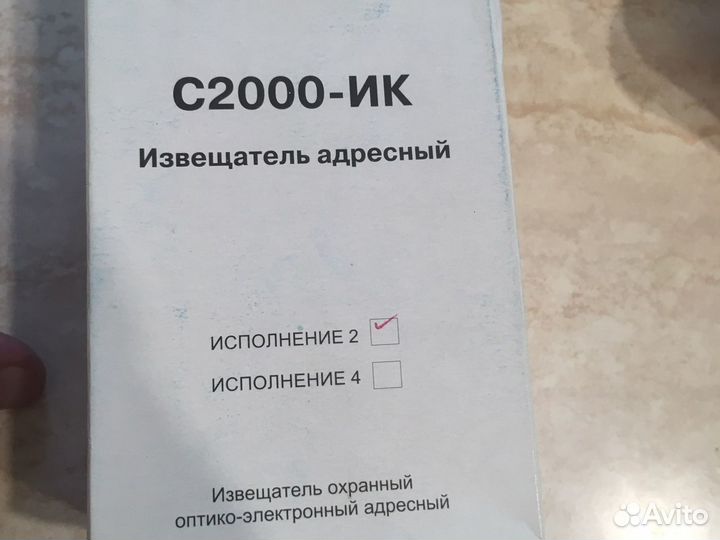 С2000-ИК
Извещатель адресный
ИСПОЛНЕНИЕ 2
ИСПОЛНЕНИЕ 4
Извещатель охранный
оптико-электронный адресный
Avito